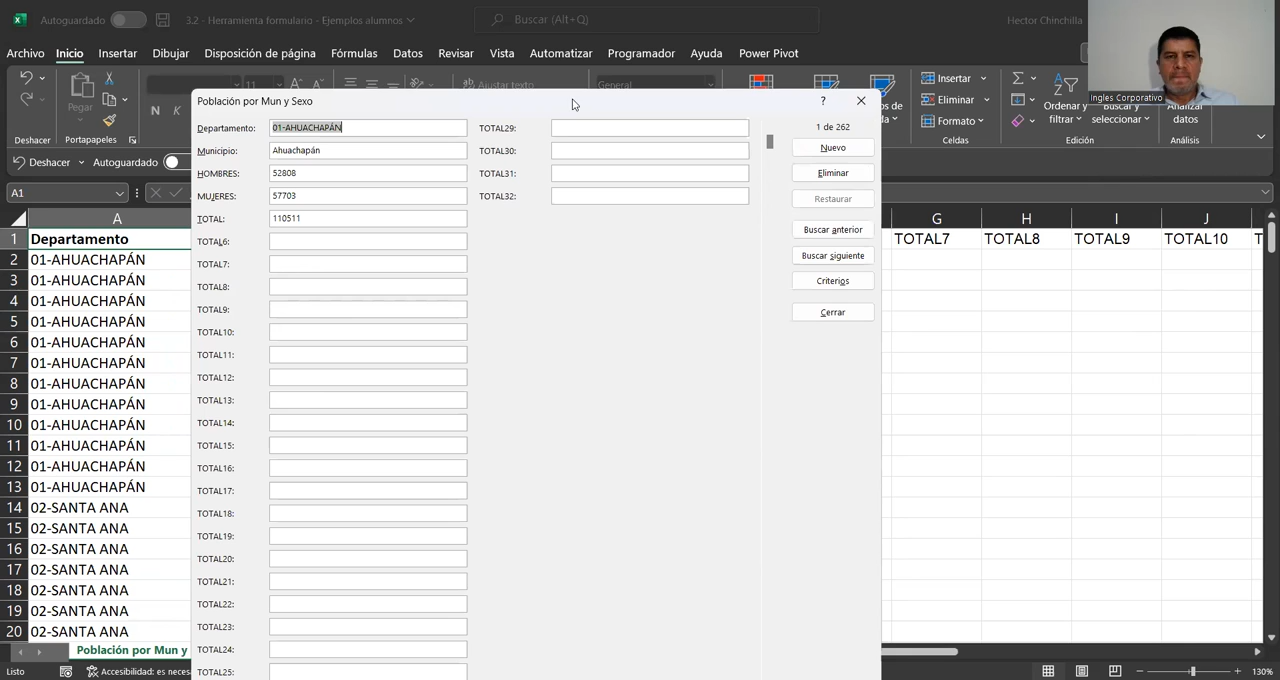 Autoguardado
3.2 - Herramienta formulario - Ejemplos alumnos
Buscar (Alt+Q)
Hector Chinchilla
Archivo Inicio Insertar Dibujar Disposición de página Fórmulas Datos Revisar Vista Automatizar Programador Ayuda Power Pivot
Ingles Corporativo
Deshacer
Pegar
Portapapeles
N K
11
Ajustar texto
General
Insertar
Eliminar
Formato
Celdas
Ordenar y filtrar
Buscar y seleccionar
Edición
Analizar datos
Análisis
Deshacer Autoguardado
A1
Población por Mun y Sexo
Departamento: 01-AHUACHAPÁN
Municipio: Ahuachapán
HOMBRES: 52808
MUJERES: 57703
TOTAL: 110511
TOTAL6:
TOTAL7:
TOTAL8:
TOTAL9:
TOTAL10:
TOTAL11:
TOTAL12:
TOTAL13:
TOTAL14:
TOTAL15:
TOTAL16:
TOTAL17:
TOTAL18:
TOTAL19:
TOTAL20:
TOTAL21:
TOTAL22:
TOTAL23:
TOTAL24:
TOTAL25:
TOTAL29:
TOTAL30:
TOTAL31:
TOTAL32:
1 de 262
Nuevo
Eliminar
Restaurar
Buscar anterior
Buscar siguiente
Criterios
Cerrar
A G H I J
1 Departamento TOTAL7 TOTAL8 TOTAL9 TOTAL10
2 01-AHUACHAPÁN
3 01-AHUACHAPÁN
4 01-AHUACHAPÁN
5 01-AHUACHAPÁN
6 01-AHUACHAPÁN
7 01-AHUACHAPÁN
8 01-AHUACHAPÁN
9 01-AHUACHAPÁN
10 01-AHUACHAPÁN
11 01-AHUACHAPÁN
12 01-AHUACHAPÁN
13 01-AHUACHAPÁN
14 02-SANTA ANA
15 02-SANTA ANA
16 02-SANTA ANA
17 02-SANTA ANA
18 02-SANTA ANA
19 02-SANTA ANA
20 02-SANTA ANA
Población por Mun y
Listo
Accesibilidad: es neces
130%